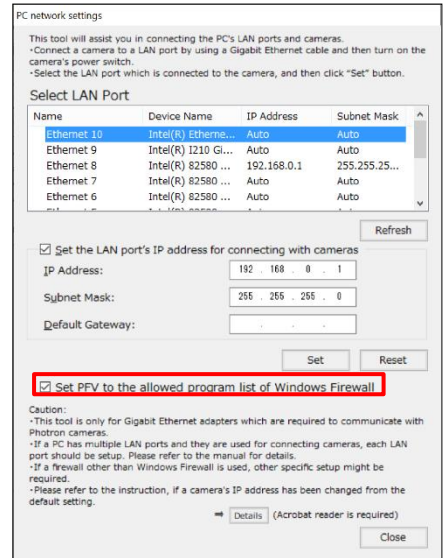 PC network settings
This tool will assist you in connecting the PC's LAN ports and cameras.
・Connect a camera to a LAN port by using a Gigabit Ethernet cable and then turn on the
camera's power switch.
・Select the LAN port which is connected to the camera, and then click "Set" button.
Select LAN Port
Name Device Name IP Address Subnet Mask
Ethernet 10 Intel(R) Etherne... Auto Auto
Ethernet 9 Intel(R) I210 Gi... Auto Auto
Ethernet 8 Intel(R) 82580 ... 192.168.0.1 255.255.25...
Ethernet 7 Intel(R) 82580 ... Auto Auto
Ethernet 6 Intel(R) 82580 ... Auto Auto
Refresh
Set the LAN port's IP address for connecting with cameras
IP Address: 192 . 168 . 0 . 1
Subnet Mask: 255 . 255 . 255 . 0
Default Gateway: . . .
Set Reset
Set PFV to the allowed program list of Windows Firewall
Caution:
・This tool is only for Gigabit Ethernet adapters which are required to communicate with
Photron cameras.
・If a PC has multiple LAN ports and they are used for connecting cameras, each LAN
port should be setup. Please refer to the manual for details.
・If a firewall other than Windows Firewall is used, other specific setup might be
required.
・Please refer to the instruction, if a camera's IP address has been changed from the
default setting.
➡ Details (Acrobat reader is required)
Close